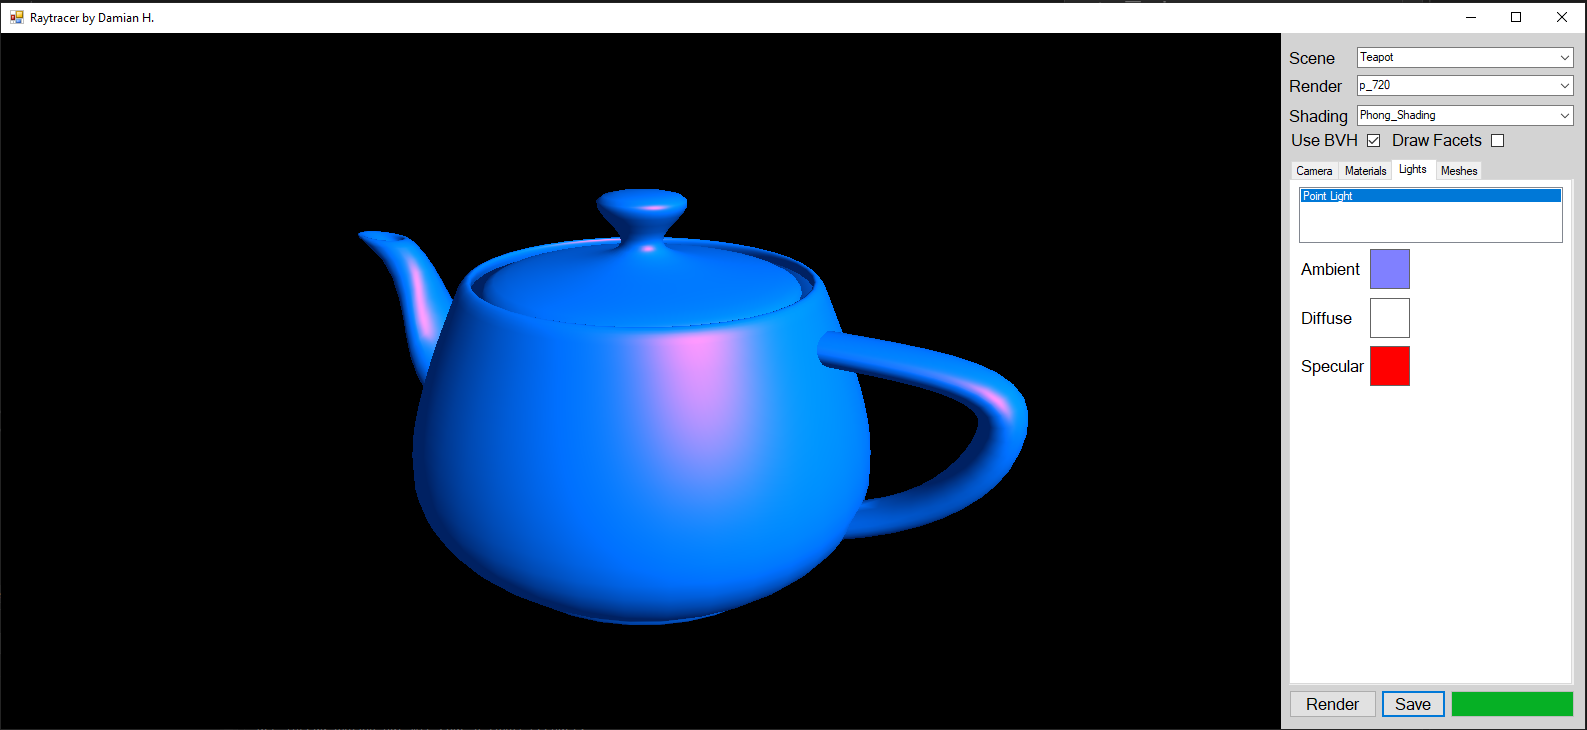 Raytracer by Damian H.
Scene Teapot
Render p_720
Shading Phong_Shading
Use BVH Draw Facets
Camera Materials Lights Meshes
Point Light
Ambient
Diffuse
Specular
Render Save